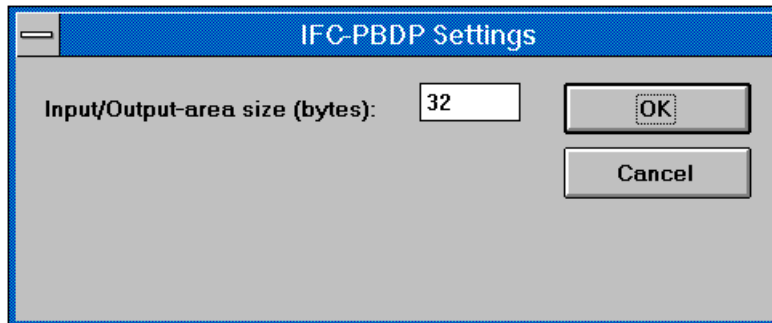 IFC-PBDP Settings
Input/Output-area size (bytes): 32
OK
Cancel